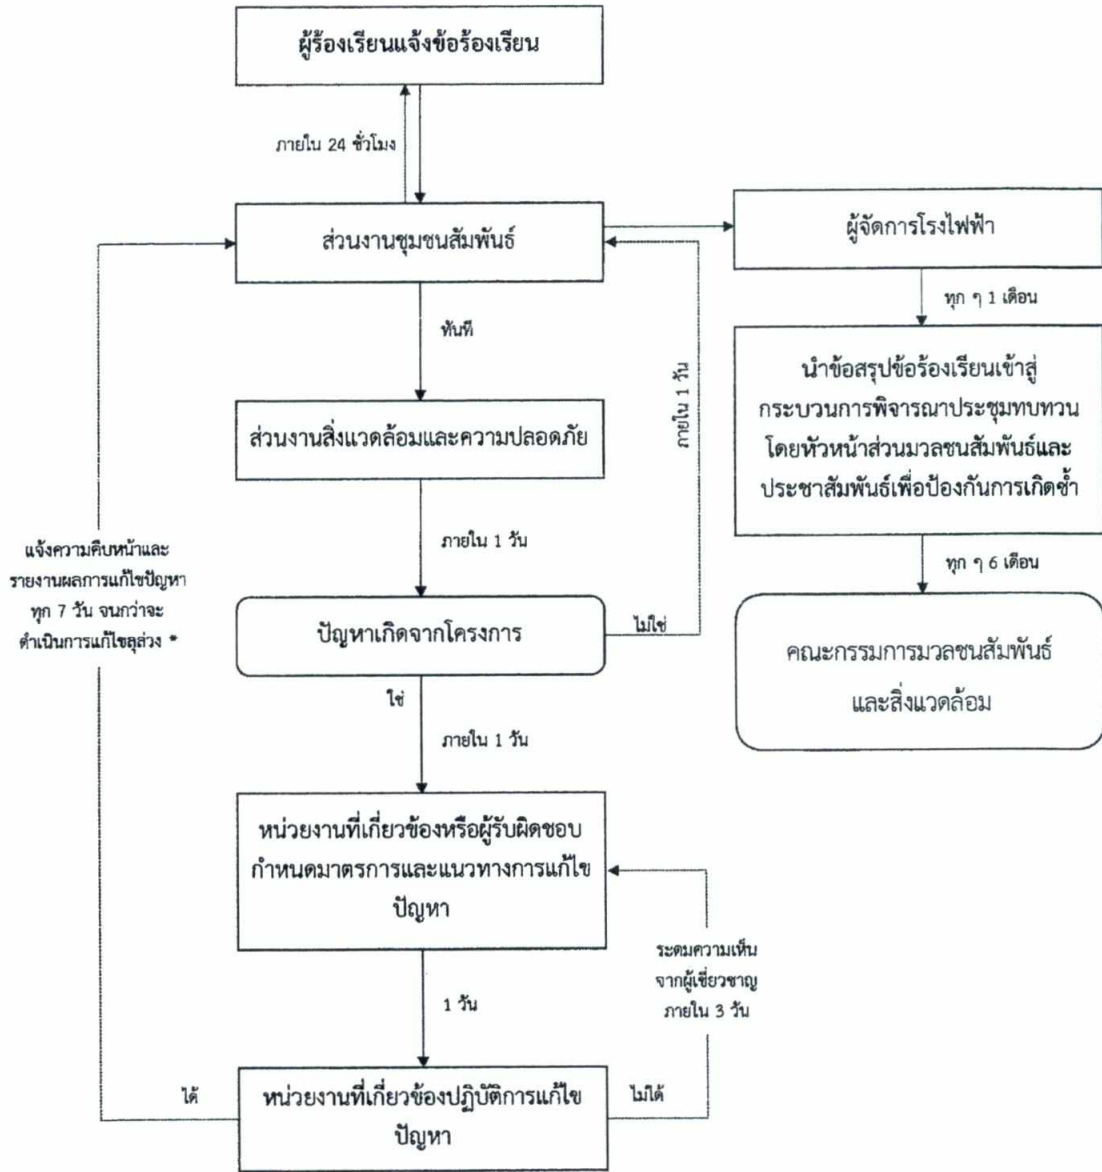 ผู้ร้องเรียนแจ้งข้อร้องเรียน
ภายใน 24 ชั่วโมง
ส่วนงานชุมชนสัมพันธ์
ผู้จัดการโรงไฟฟ้า
ทุก ๆ 1 เดือน
ทันที
นำข้อสรุปข้อร้องเรียนเข้าสู่
กระบวนการพิจารณาประชุมทบทวน
โดยหัวหน้าส่วนมวลชนสัมพันธ์และ
ประชาสัมพันธ์เพื่อป้องกันการเกิดซ้ำ
ภายใน 1 วัน
ส่วนงานสิ่งแวดล้อมและความปลอดภัย
ภายใน 1 วัน
ทุก ๆ 6 เดือน
แจ้งความคืบหน้าและ
รายงานผลการแก้ไขปัญหา
ทุก 7 วัน จนกว่าจะ
ดำเนินการแก้ไขลุล่วง *
ปัญหาเกิดจากโครงการ
ไม่ใช่
คณะกรรมการมวลชนสัมพันธ์
และสิ่งแวดล้อม
ใช่
ภายใน 1 วัน
หน่วยงานที่เกี่ยวข้องหรือผู้รับผิดชอบ
กำหนดมาตรการและแนวทางการแก้ไข
ปัญหา
ระดมความเห็น
จากผู้เชี่ยวชาญ
ภายใน 3 วัน
1 วัน
ได้
หน่วยงานที่เกี่ยวข้องปฏิบัติการแก้ไข
ปัญหา
ไม่ได้